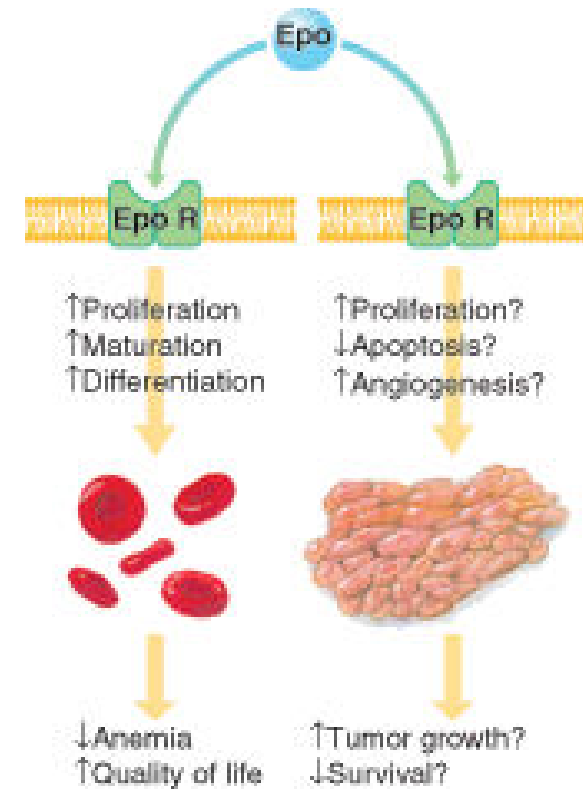 Epo
Epo R
Epo R
↑Proliferation
↑Maturation
↑Differentiation
↑Proliferation?
↓Apoptosis?
↑Angiogenesis?
↓Anemia
↑Quality of life
↑Tumor growth?
↓Survival?